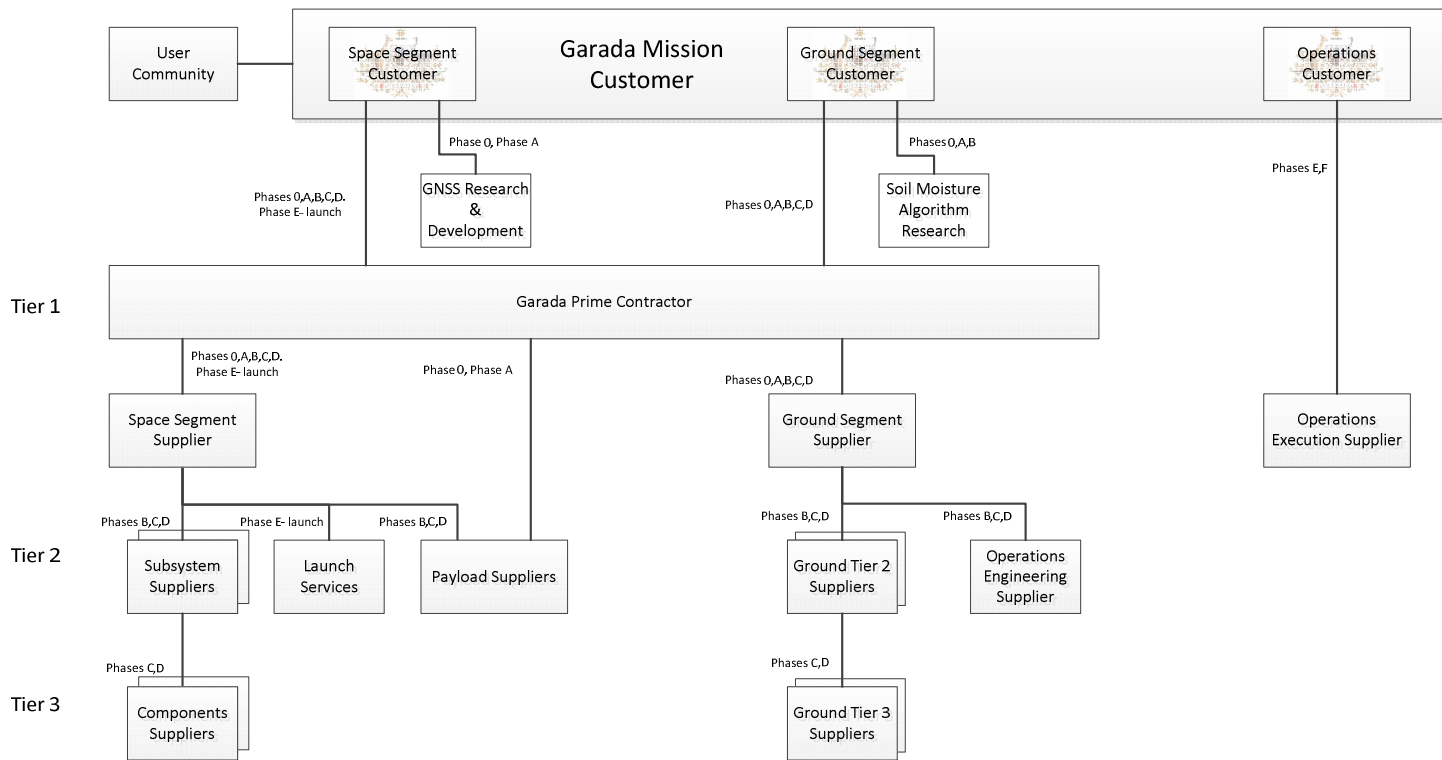 User
Community
Space Segment
Customer
Garada Mission
Customer
Ground Segment
Customer
Operations
Customer
Phase 0, Phase A
Phases 0,A,B
Phases E,F
GNSS Research
&
Development
Soil Moisture
Algorithm
Research
Phases 0,A,B,C,D.
Phase E- launch
Phases 0,A,B,C,D
Tier 1
Garada Prime Contractor
Phases 0,A,B,C,D.
Phase E- launch
Phase 0, Phase A
Phases 0,A,B,C,D
Space Segment
Supplier
Ground Segment
Supplier
Operations
Execution Supplier
Phases B,C,D
Phase E- launch
Phases B,C,D
Phases B,C,D
Phases B,C,D
Tier 2
Subsystem
Suppliers
Launch
Services
Payload Suppliers
Ground Tier 2
Suppliers
Operations
Engineering
Supplier
Phases C,D
Phases C,D
Tier 3
Components
Suppliers
Ground Tier 3
Suppliers